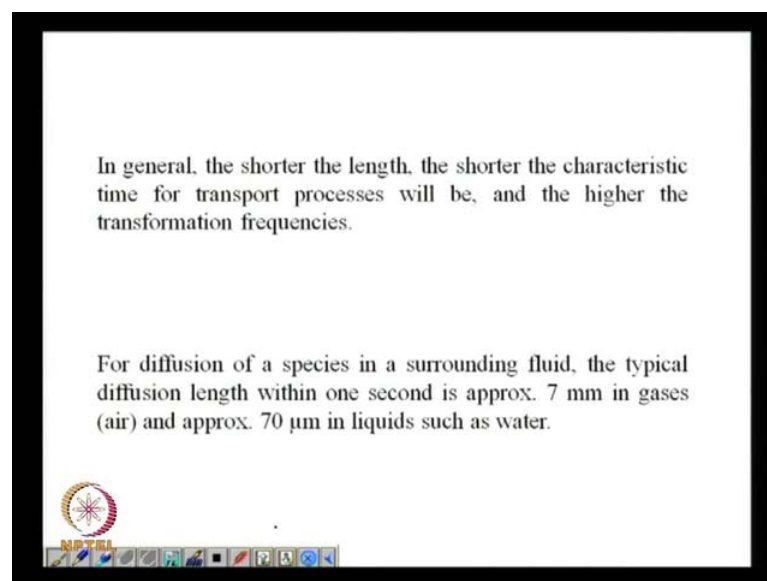 In general, the shorter the length, the shorter the characteristic
time for transport processes will be, and the higher the
transformation frequencies.
For diffusion of a species in a surrounding fluid, the typical
diffusion length within one second is approx. 7 mm in gases
(air) and approx. 70 μm in liquids such as water.
NPTEL